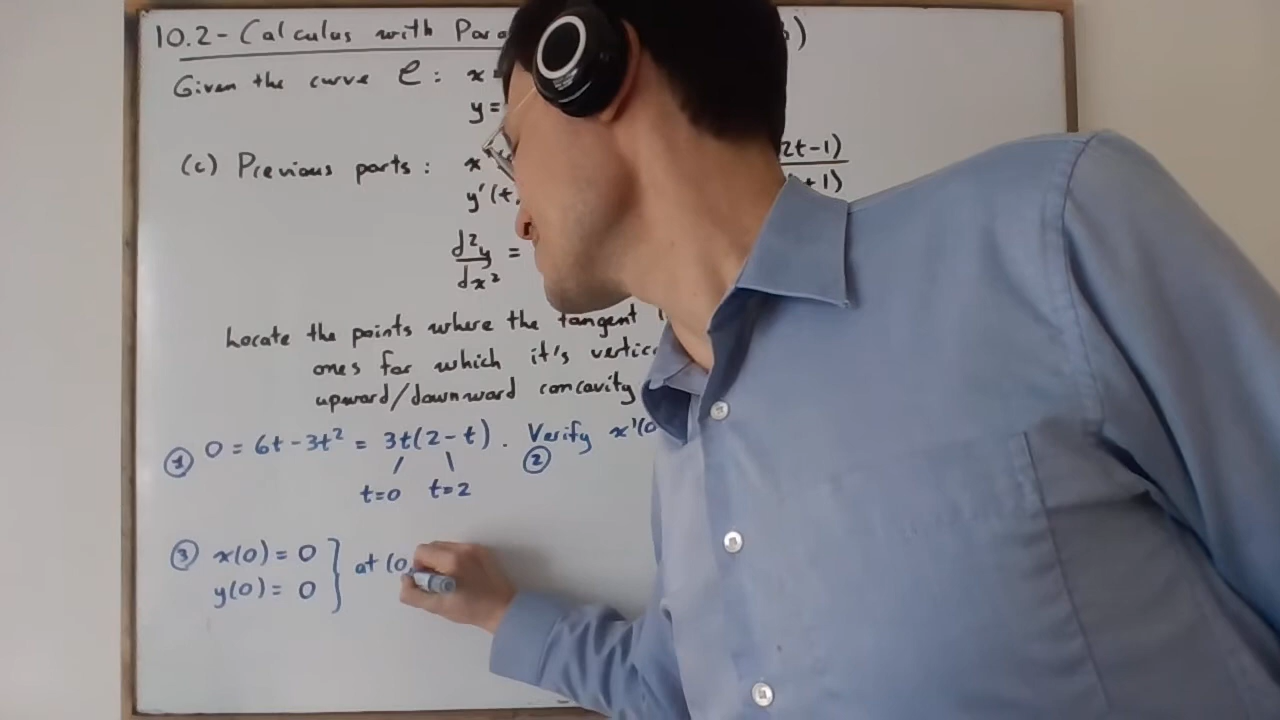 10.2 - Calculus with )
Given the curve C: x =
y =
(c) Previous parts: x' 2t-1)
y'(t +1)
d²y/dx² =
Locate the points where the tangent
ones for which it's
upward/downward concavity
① 0 = 6t - 3t² = 3t(2 - t). Verify x'(0
②
t=0 t=2
③ x(0) = 0 } at (0,
y(0) = 0